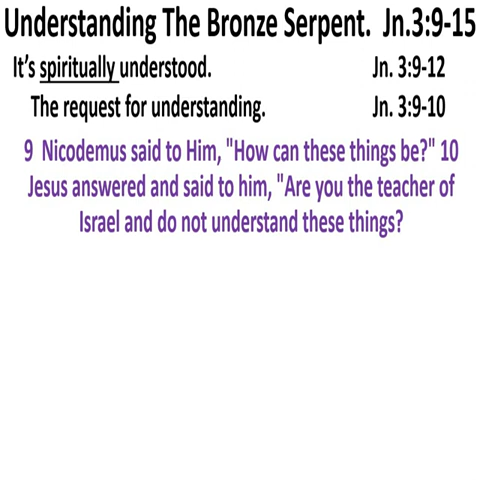 Understanding The Bronze Serpent. Jn.3:9-15
It's spiritually understood. Jn. 3:9-12
The request for understanding. Jn. 3:9-10
9 Nicodemus said to Him, "How can these things be?" 10
Jesus answered and said to him, "Are you the teacher of
Israel and do not understand these things?